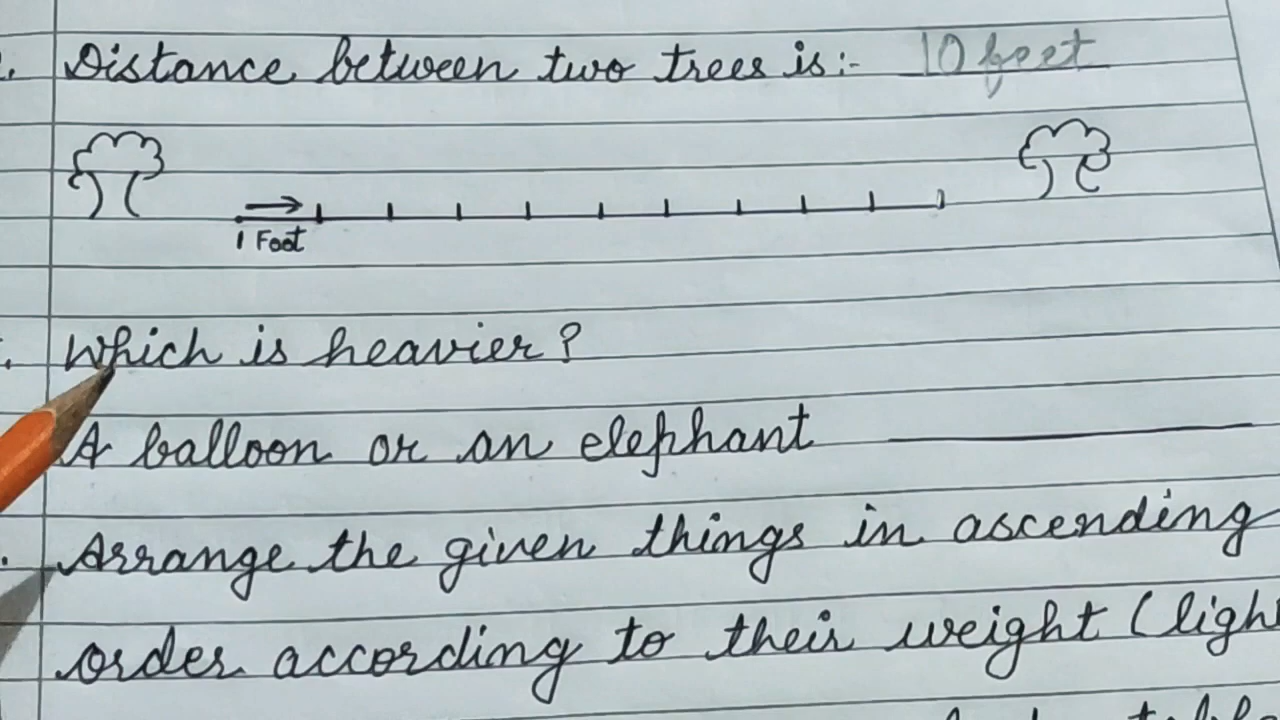 Distance between two trees is:- 10 feet
1 Foot
Which is heavier?
A balloon or an elephant
Arrange the given things in ascending
order according to their weight (ligh